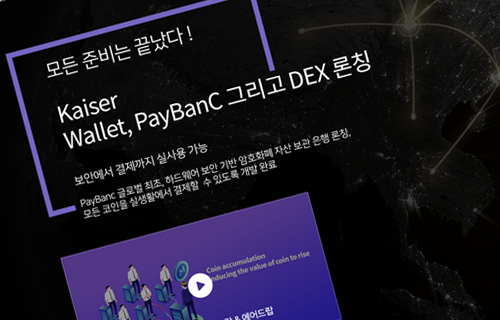 모든 준비는 끝났다 !
Kaiser
Wallet, PayBanC 그리고 DEX 론칭
보안에서 결제까지 실사용 가능
PayBanc 글로벌 최초, 하드웨어 보안 기반 암호화폐 자산 보관 은행 론칭,
모든 코인을 실생활에서 결제할 수 있도록 개발 완료
Coin accumulation
ducing the value of coin to rise
& 에어드랍